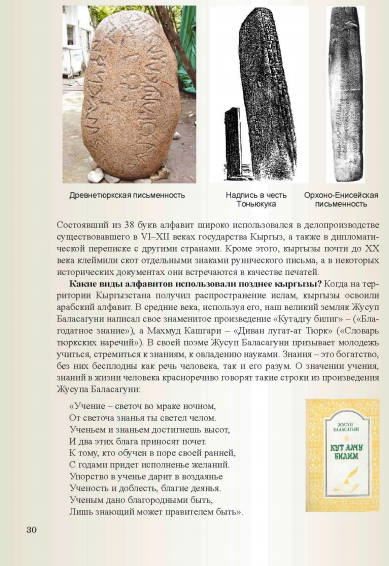 Древнетюркская письменность
Надпись в честь
Тоньюкука
Орхоно-Енисейская
письменность
Состоявший из 38 букв алфавит широко использовался в делопроизводстве
существовавшего в VI–XII веках государства Кыргыз, а также в дипломати-
ческой переписке с другими странами. Кроме этого, кыргызы почти до XX
века клеймили скот отдельными знаками рунического письма, а в некоторых
исторических документах они встречаются в качестве печатей.
Какие виды алфавитов использовали позднее кыргызы? Когда на тер-
ритории Кыргызстана получил распространение ислам, кыргызы освоили
арабский алфавит. В средние века, используя его, наш великий земляк Жусуп
Баласагуни написал свое знаменитое произведение «Кутадгу билиг» – («Бла-
годатное знание»), а Махмуд Кашгари – «Диван лугат-ат Тюрк» («Словарь
тюркских наречий»). В своей поэме Жусуп Баласагуни призывает молодежь
учиться, стремиться к знаниям, к овладению науками. Знания – это богатство,
без них бесплодны как речь человека, так и его разум. О значении учения,
знаний в жизни человека красноречиво говорят такие строки из произведения
Жусупа Баласагуни:
«Учение – светоч во мраке ночном,
От светоча знанья ты светел челом.
Ученьем и знаньем достигнешь высот,
И два этих блага приносят почет.
К тому, кто обучен в поре своей ранней,
С годами придет исполненье желаний.
Упорство в ученье дарит в воздаянье
Ученость и доблесть, благие деянья.
Ученым дано благородными быть,
Лишь знающий может правителем быть».
ЖУСУП
БАЛАСАГЫН
КУТ АЛЧУ
БИЛИМ
30